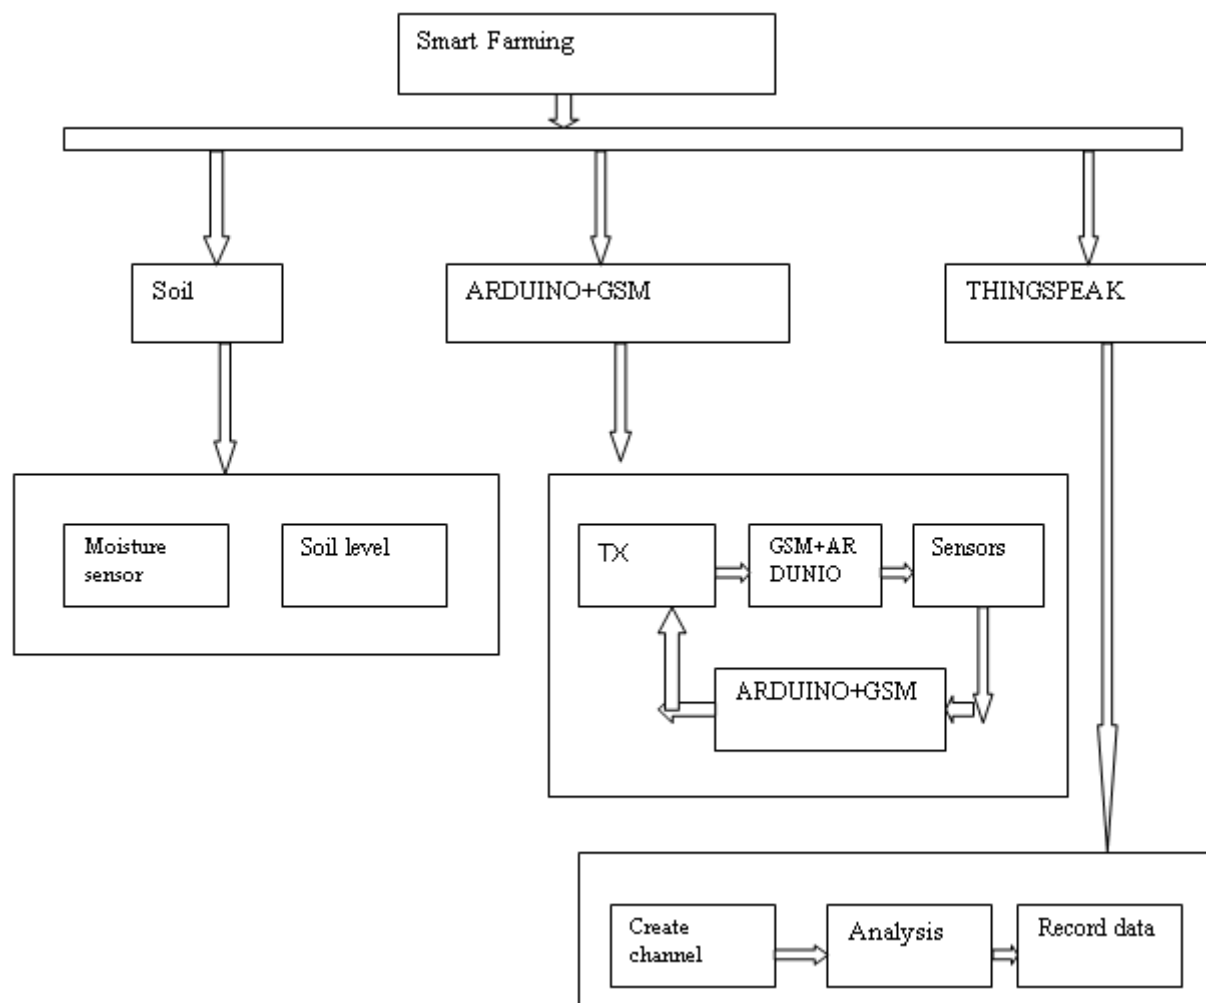 Smart Farming
Soil
ARDUINO+GSM
THINGSPEAK
Moisture
sensor
Soil level
TX
GSM+AR
DUNIO
Sensors
ARDUINO+GSM
Create
channel
Analysis
Record data